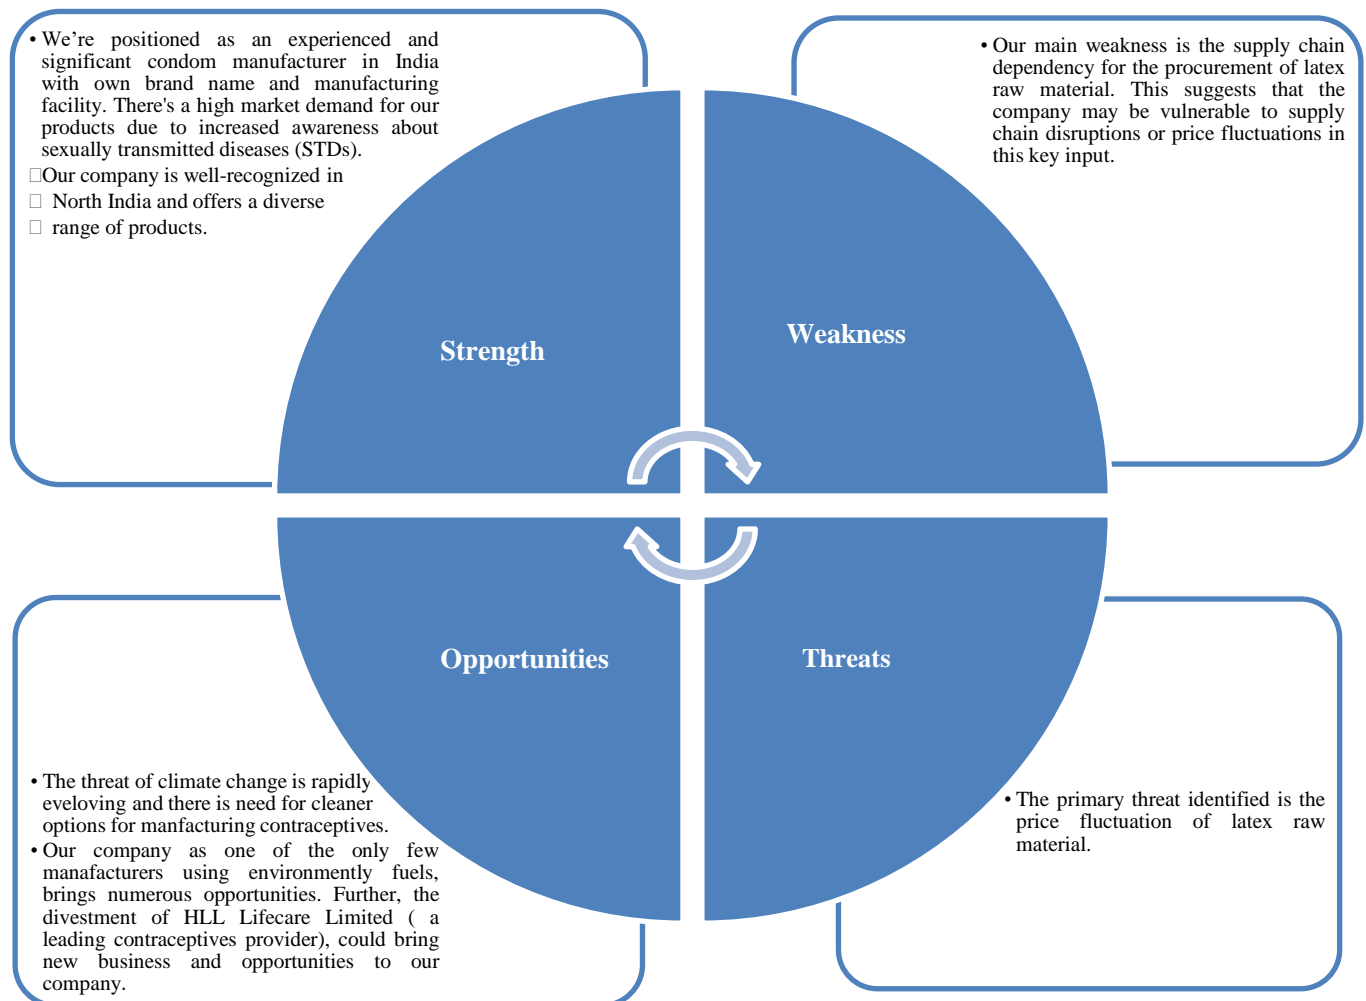 • We’re positioned as an experienced and
significant condom manufacturer in India
with own brand name and manufacturing
facility. There's a high market demand for our
products due to increased awareness about
sexually transmitted diseases (STDs).
□Our company is well-recognized in
□ North India and offers a diverse
□ range of products.
• Our main weakness is the supply chain
dependency for the procurement of latex
raw material. This suggests that the
company may be vulnerable to supply
chain disruptions or price fluctuations in
this key input.
Strength
Weakness
Opportunities
Threats
• The threat of climate change is rapidly
eveloving and there is need for cleaner
options for manfacturing contraceptives.
• Our company as one of the only few
manafacturers using environmently fuels,
brings numerous opportunities. Further, the
divestment of HLL Lifecare Limited ( a
leading contraceptives provider), could bring
new business and opportunities to our
company.
• The primary threat identified is the
price fluctuation of latex raw
material.